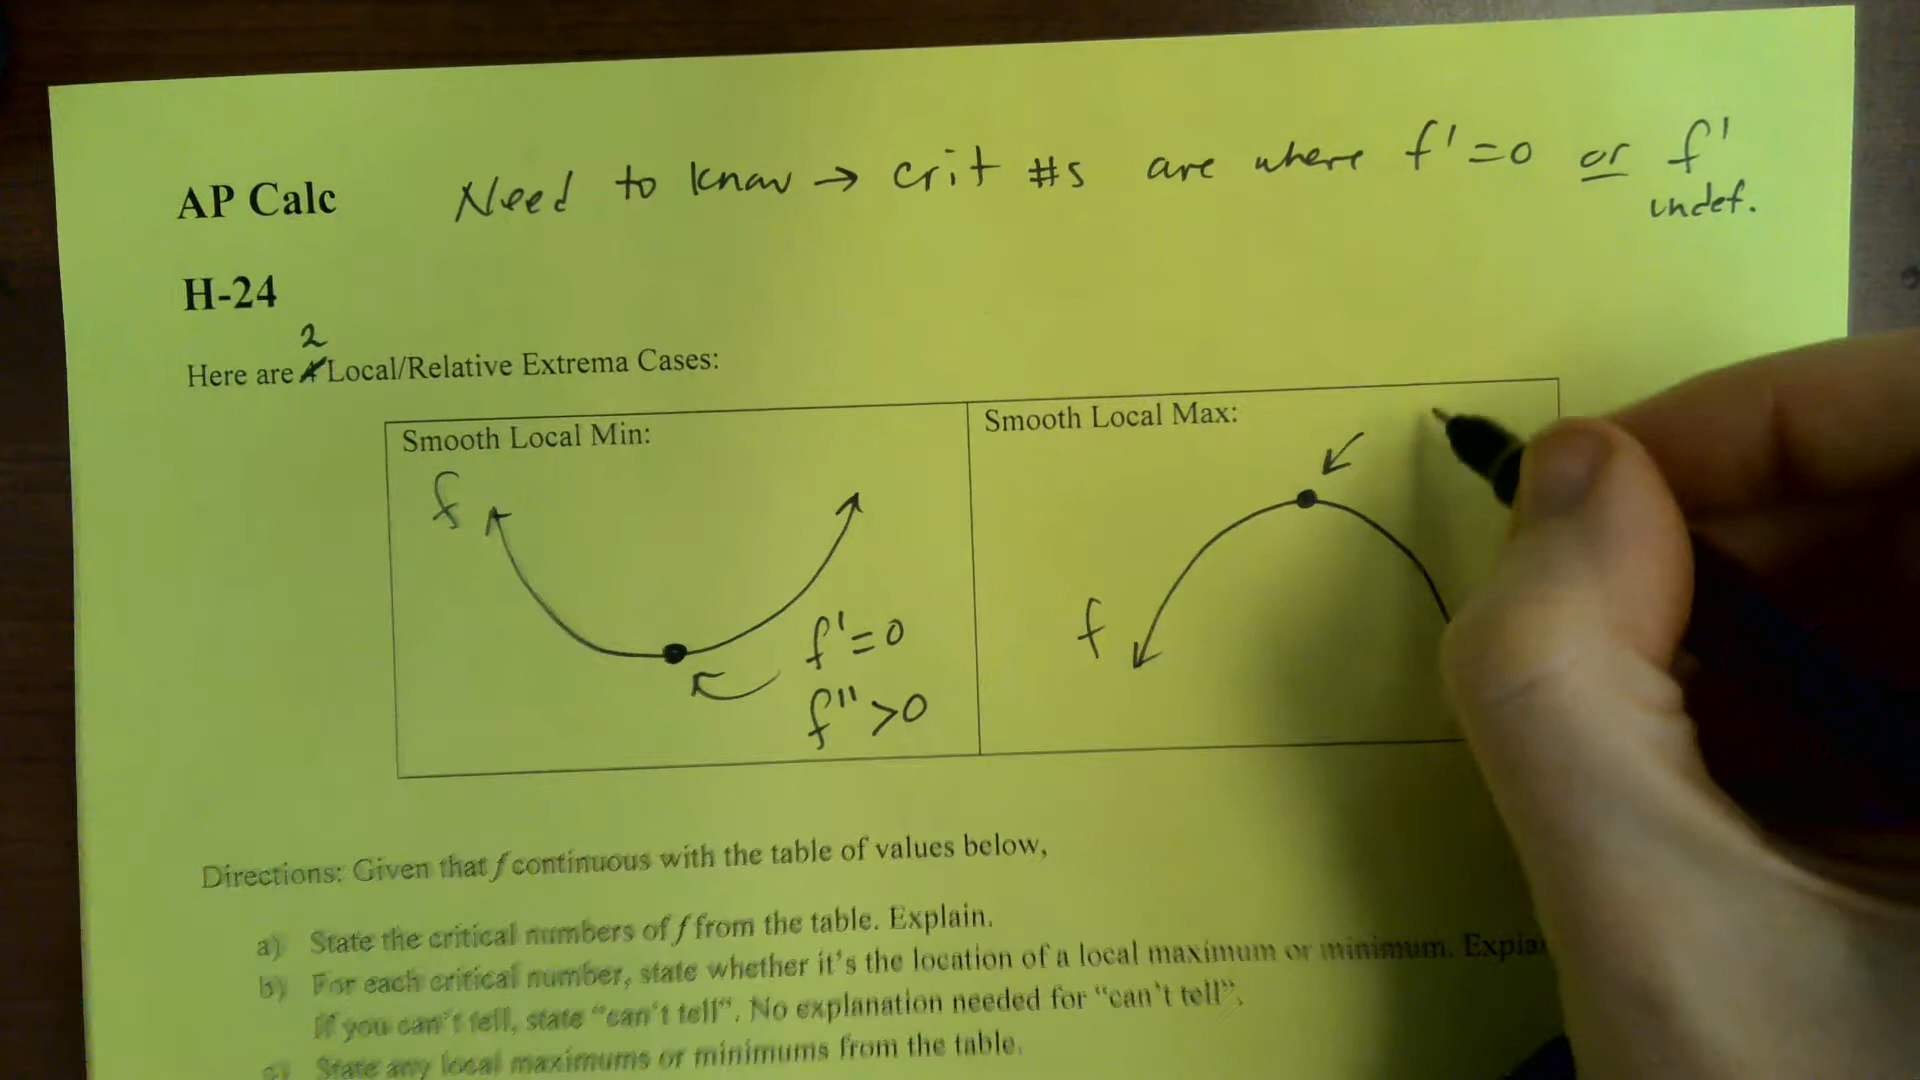 Need to know → crit #s are where f'=0 or f' undef.
AP Calc
H-24
2
Here are Local/Relative Extrema Cases:
Smooth Local Min:
Smooth Local Max:
f
f'=0
f''>0
f
Directions: Given that f continuous with the table of values below,
a) State the critical numbers of f from the table. Explain.
b) For each critical number, state whether it's the location of a local maximum or minimum.
If you can't tell, state "can't tell". No explanation needed for "can't tell".
c) State any local maximums or minimums from the table.